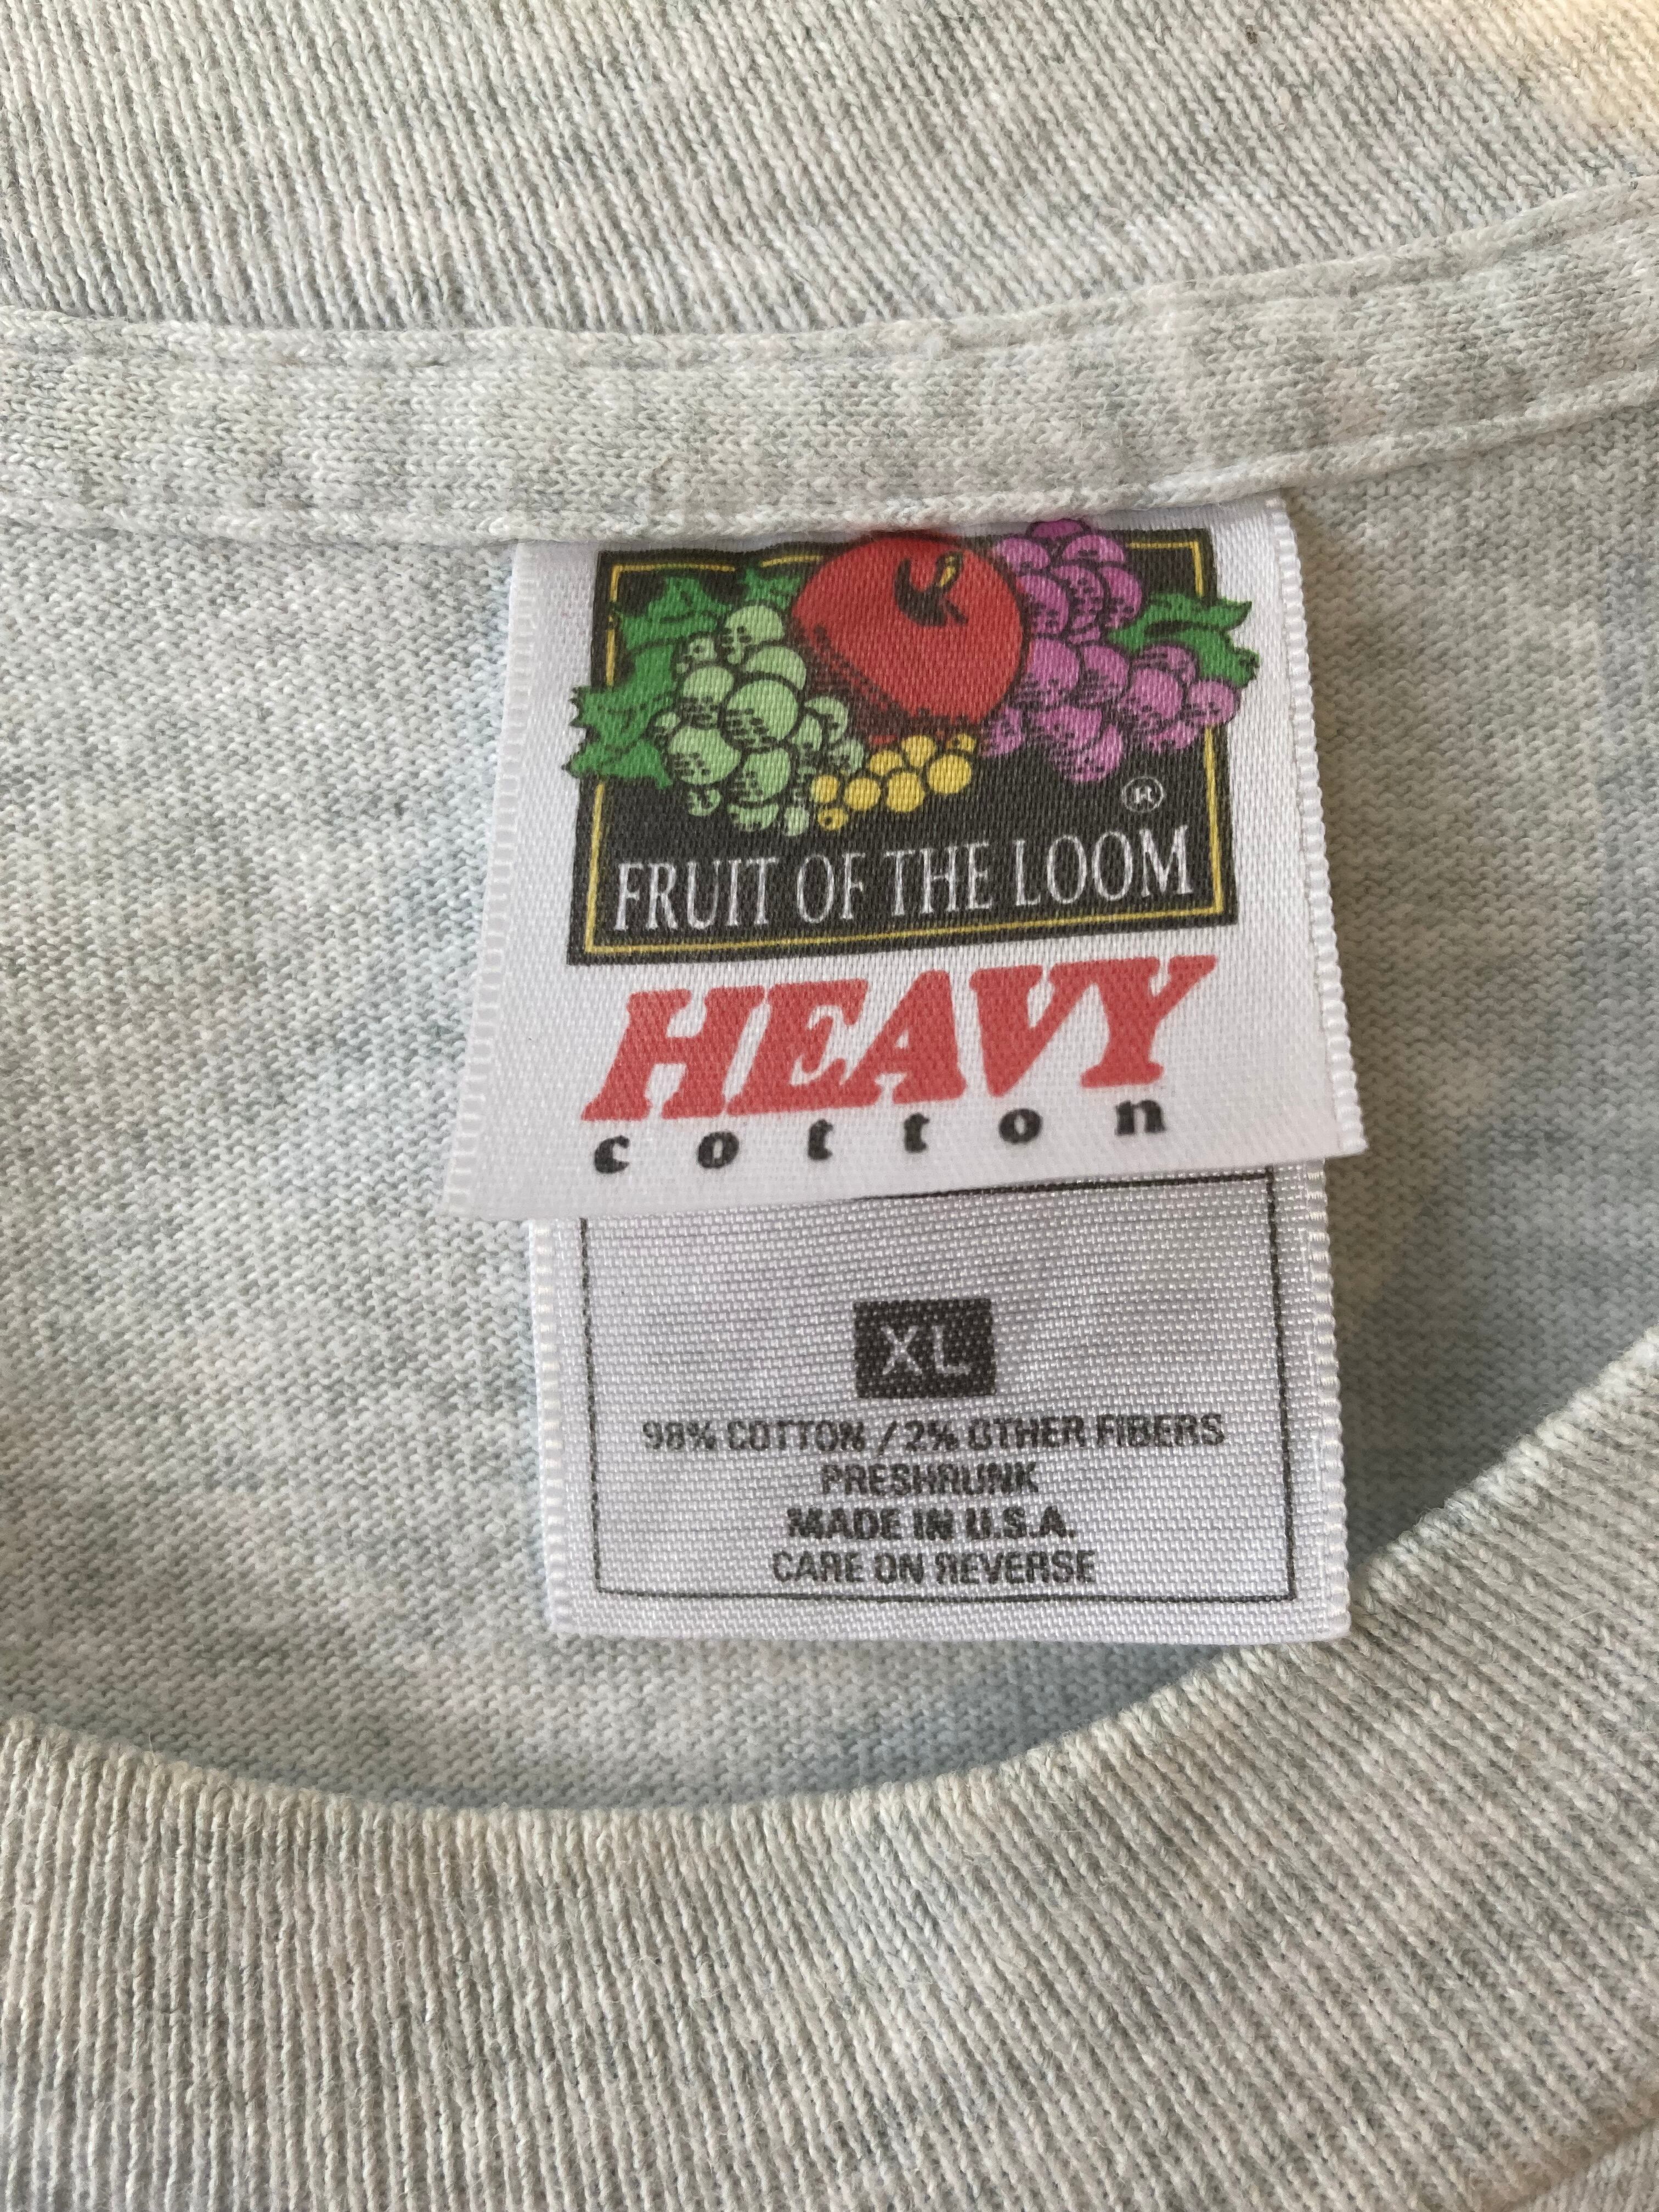 ®
FRUIT OF THE LOOM
HEAVY
cotton
XL
98% COTTON / 2% OTHER FIBERS
PRESHRUNK
MADE IN U.S.A.
CARE ON REVERSE